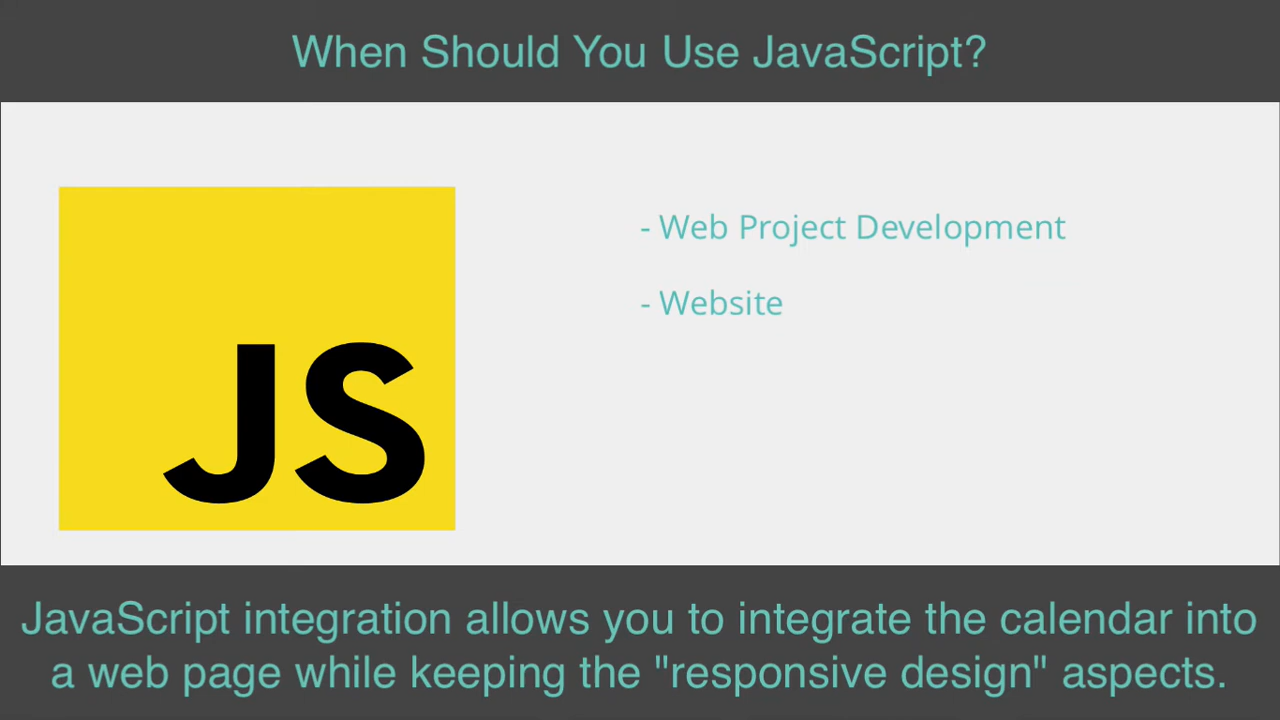 When Should You Use JavaScript?
JS
- Web Project Development
- Website
JavaScript integration allows you to integrate the calendar into
a web page while keeping the "responsive design" aspects.